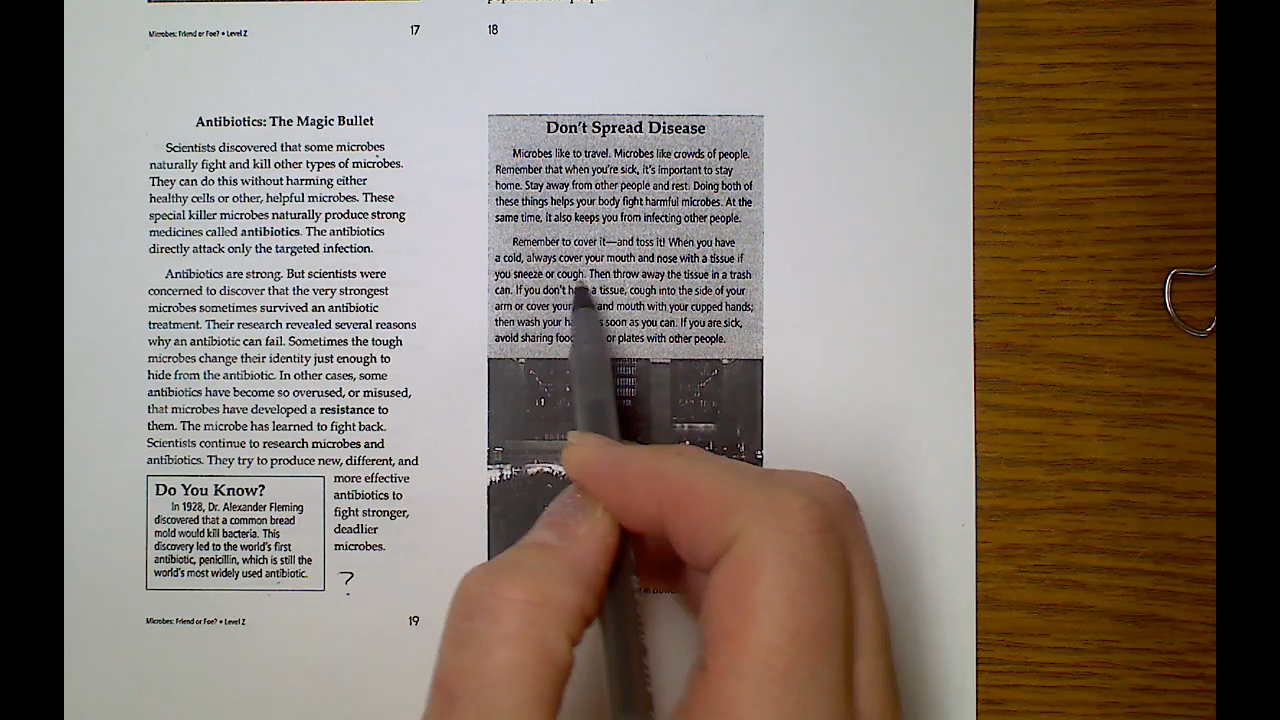 Microbes: Friend or Foe? • Level Z
17
18
Antibiotics: The Magic Bullet
Scientists discovered that some microbes
naturally fight and kill other types of microbes.
They can do this without harming either
healthy cells or other, helpful microbes. These
special killer microbes naturally produce strong
medicines called antibiotics. The antibiotics
directly attack only the targeted infection.
Antibiotics are strong. But scientists were
concerned to discover that the very strongest
microbes sometimes survived an antibiotic
treatment. Their research revealed several reasons
why an antibiotic can fail. Sometimes the tough
microbes change their identity just enough to
hide from the antibiotic. In other cases, some
antibiotics have become so overused, or misused,
that microbes have developed a resistance to
them. The microbe has learned to fight back.
Scientists continue to research microbes and
antibiotics. They try to produce new, different, and
more effective
antibiotics to
fight stronger,
deadlier
microbes.
?
Do You Know?
In 1928, Dr. Alexander Fleming
discovered that a common bread
mold would kill bacteria. This
discovery led to the world's first
antibiotic, penicillin, which is still the
world's most widely used antibiotic.
Microbes: Friend or Foe? • Level Z
19
Don't Spread Disease
Microbes like to travel. Microbes like crowds of people.
Remember that when you're sick, it's important to stay
home. Stay away from other people and rest. Doing both of
these things helps your body fight harmful microbes. At the
same time, it also keeps you from infecting other people.
Remember to cover it—and toss it! When you have
a cold, always cover your mouth and nose with a tissue if
you sneeze or cough. Then throw away the tissue in a trash
can. If you don't a tissue, cough into the side of your
arm or cover your and mouth with your cupped hands;
then wash your soon as you can. If you are sick,
avoid sharing or plates with other people.